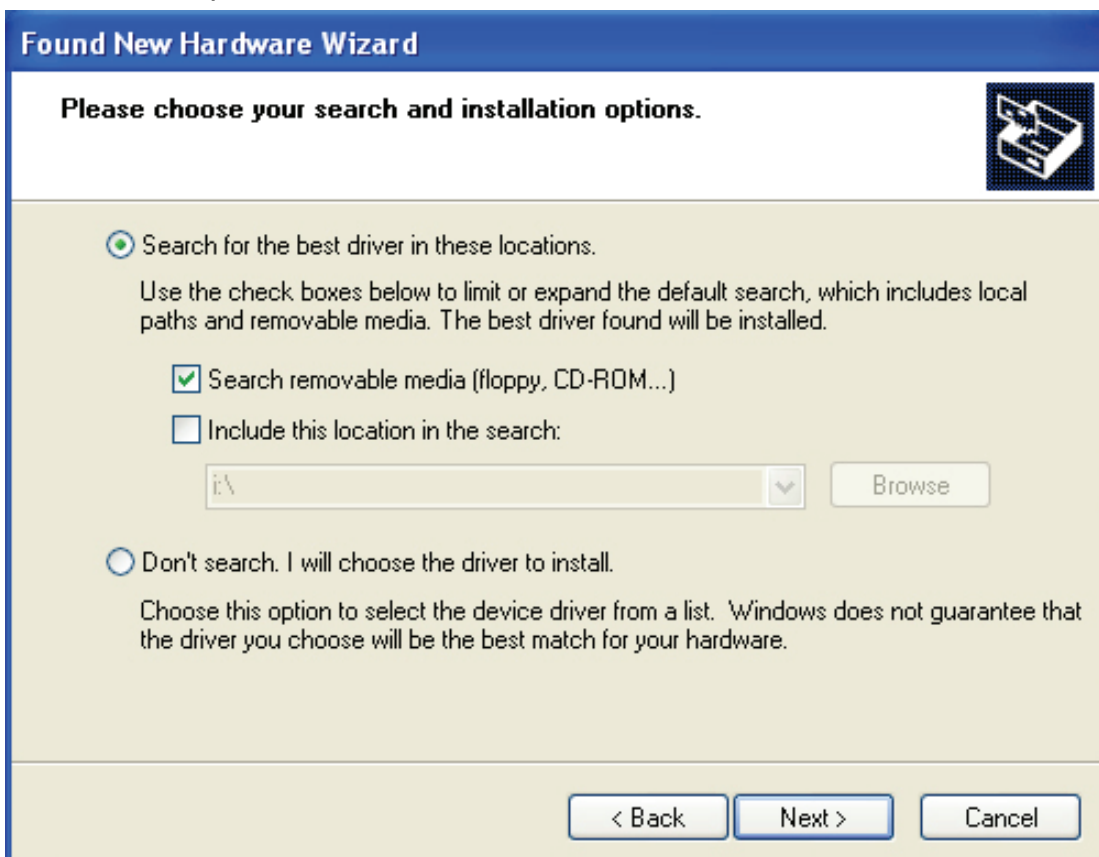 Found New Hardware Wizard
Please choose your search and installation options.
Search for the best driver in these locations.
Use the check boxes below to limit or expand the default search, which includes local
paths and removable media. The best driver found will be installed.
Search removable media (floppy, CD-ROM...)
Include this location in the search:
i:\
Browse
Don't search. I will choose the driver to install.
Choose this option to select the device driver from a list.  Windows does not guarantee that
the driver you choose will be the best match for your hardware.
< Back
Next >
Cancel